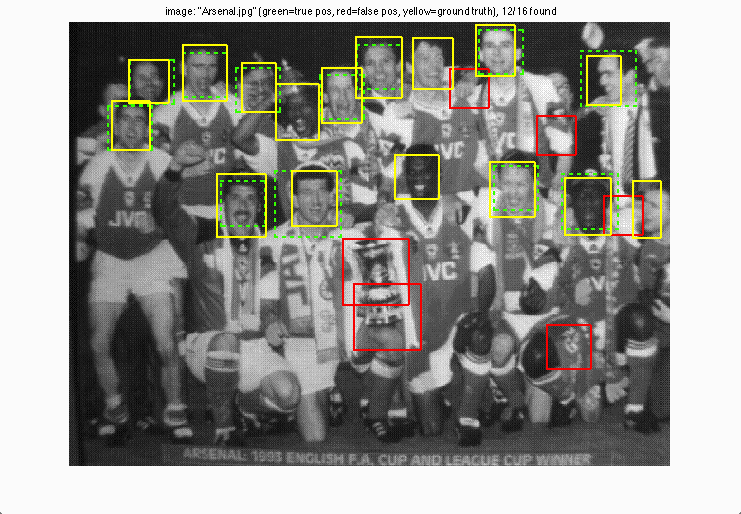 image: "Arsenal.jpg" (green=true pos, red=false pos, yellow=ground truth), 12/16 found
JVC
JVC
JVC
JVC
ARSENAL: 1993 ENGLISH F.A. CUP AND LEAGUE CUP WINNER